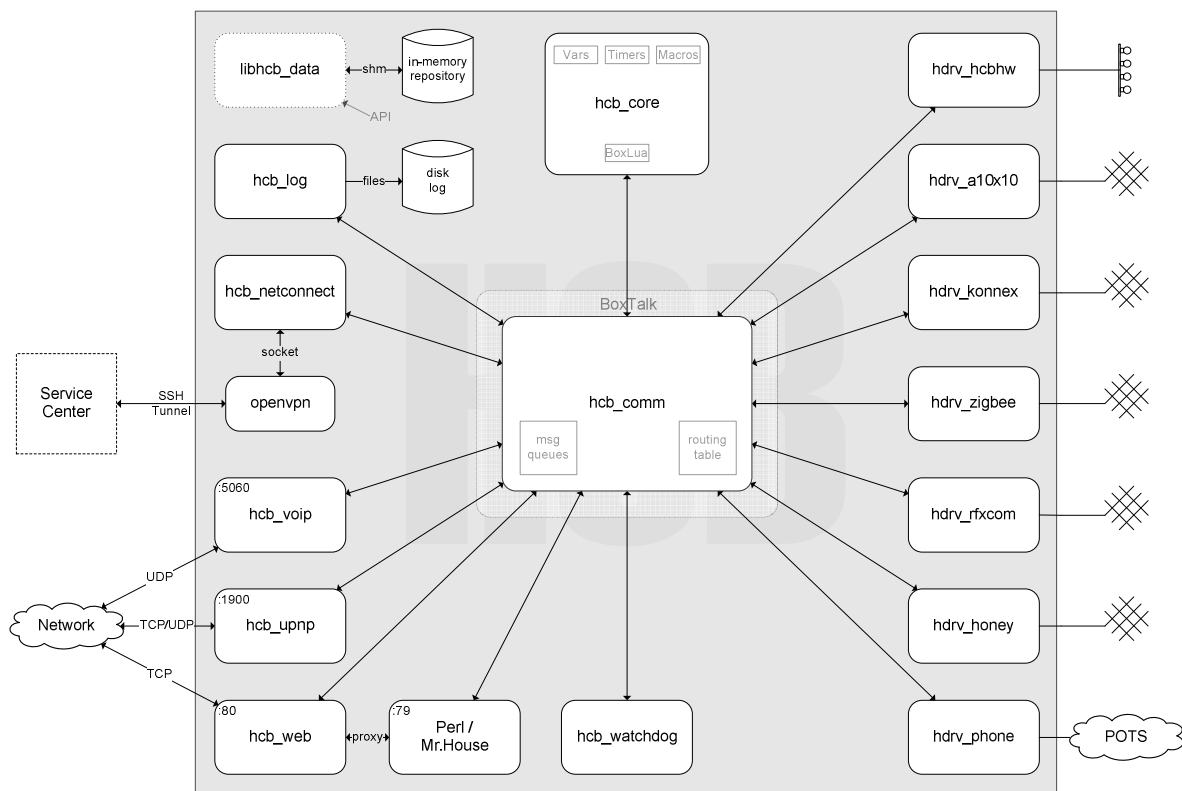 libhcb_data
shm
in-memory
repository
API
Vars
Timers
Macros
hcb_core
BoxLua
hdrv_hcbhw
hcb_log
files
disk
log
hdrv_a10x10
hcb_netconnect
hdrv_konnex
HCB
BoxTalk
socket
Service
Center
SSH
Tunnel
openvpn
hcb_comm
msg
queues
routing
table
hdrv_zigbee
:5060
hcb_voip
hdrv_rfxcom
UDP
Network
TCP/UDP
:1900
hcb_upnp
hdrv_honey
TCP
:80
hcb_web
proxy
:79
Perl /
Mr.House
hcb_watchdog
hdrv_phone
POTS